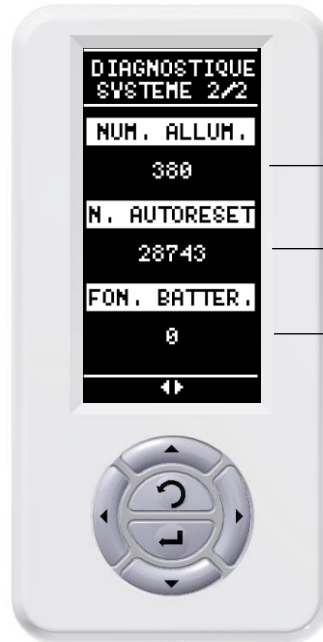 DIAGNOSTIQUE
SYSTEME 2/2
NUM. ALLUM.
380
N. AUTORESET
28743
FON. BATTER.
0